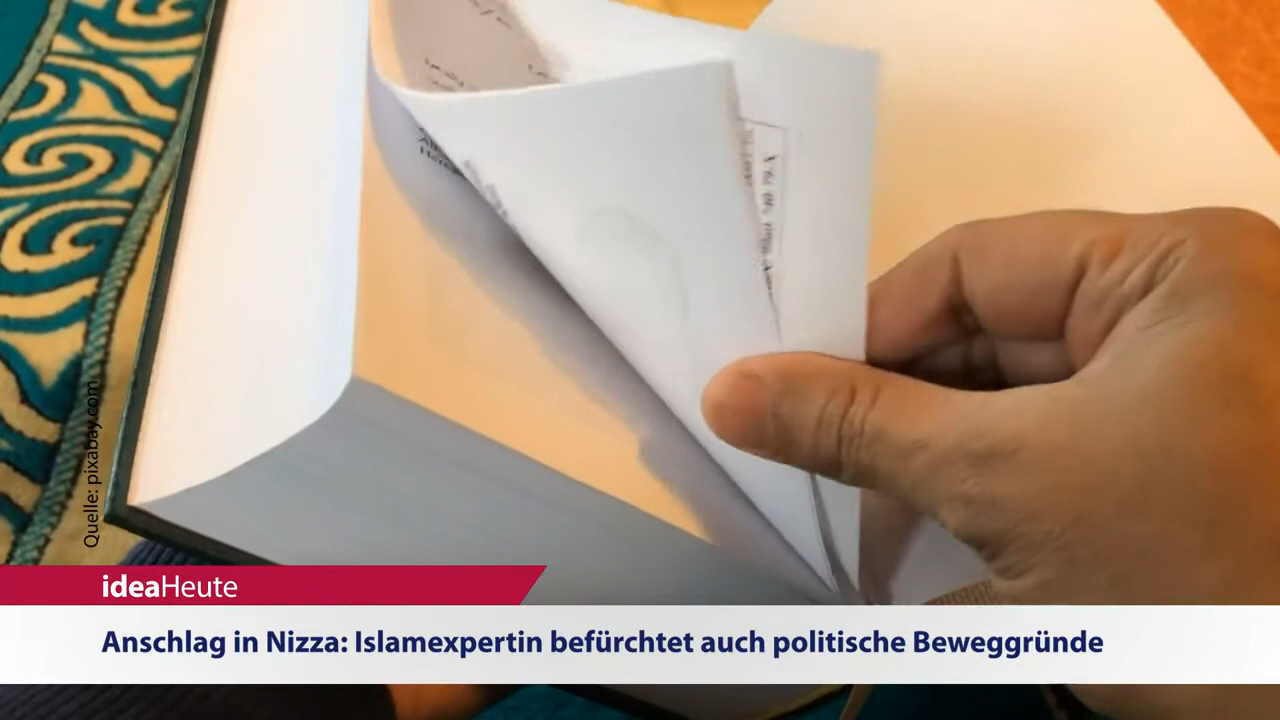 Quelle: pixabay.com
ideaHeute
Anschlag in Nizza: Islamexpertin befürchtet auch politische Beweggründe